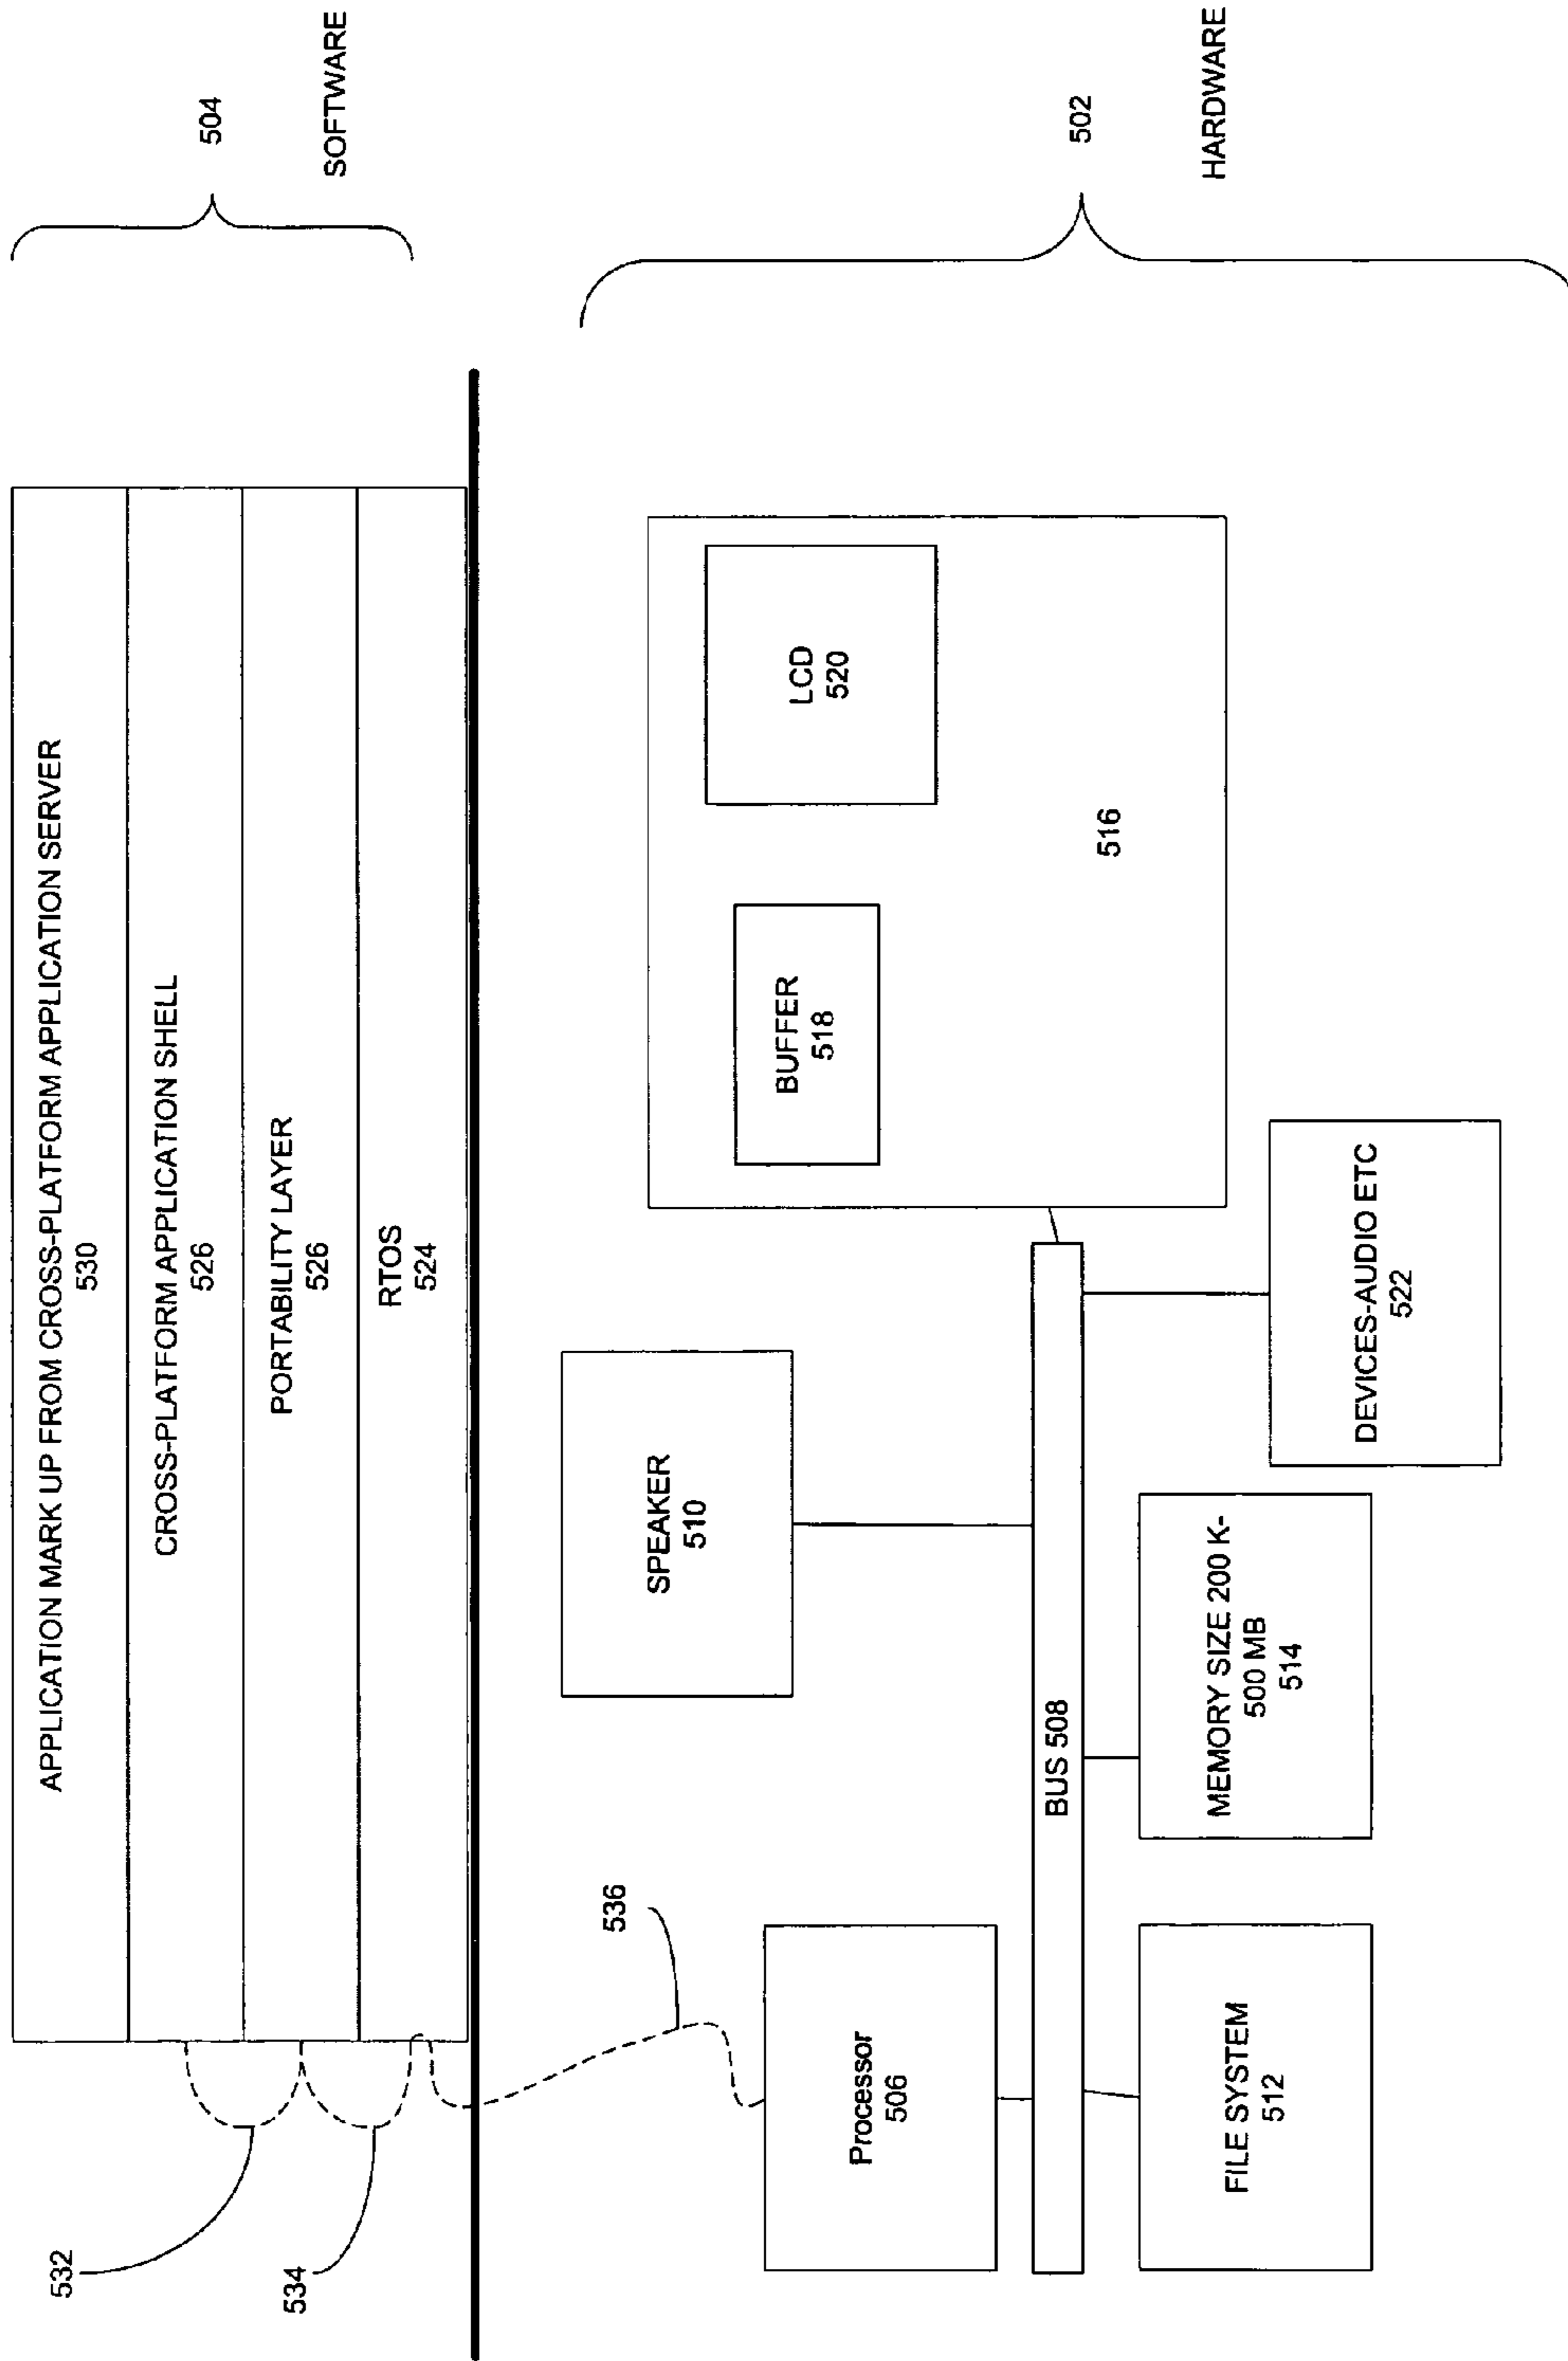 APPLICATION MARK UP FROM CROSS-PLATFORM APPLICATION SERVER
530
CROSS-PLATFORM APPLICATION SHELL
526
PORTABILITY LAYER
526
RTOS
524
504
SOFTWARE
532
534
536
SPEAKER
510
Processor
506
BUS 508
BUFFER
518
LCD
520
516
FILE SYSTEM
512
MEMORY SIZE 200 K-
500 MB
514
DEVICES-AUDIO ETC
522
502
HARDWARE